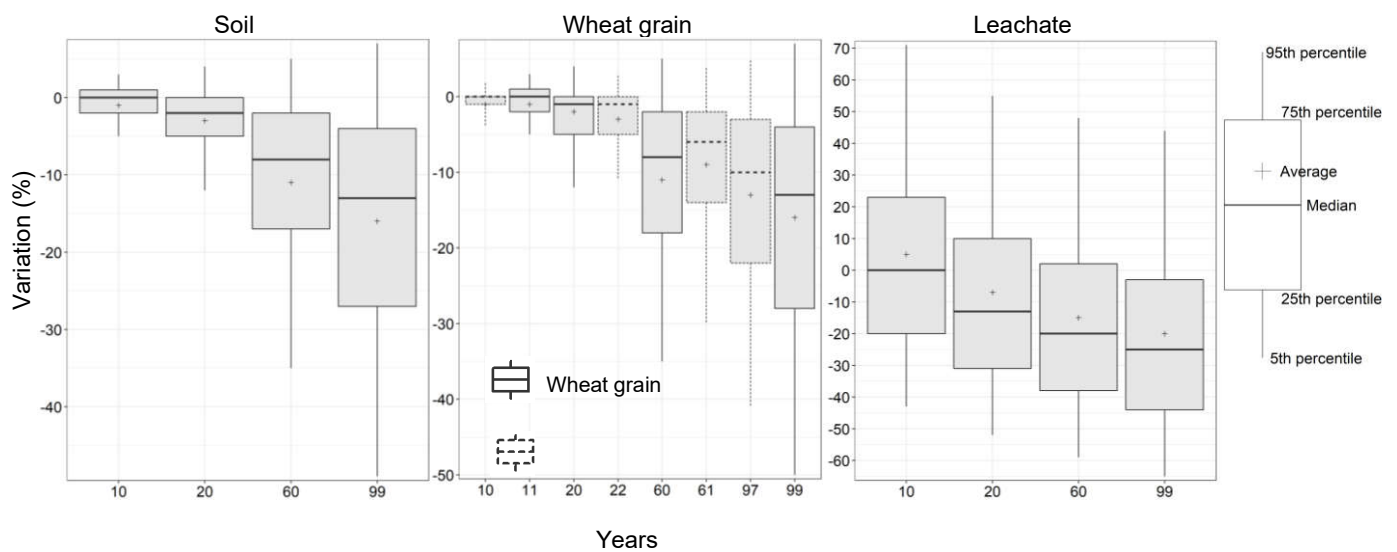 Soil
Wheat grain
Leachate
Variation (%)
0
-10
-20
-30
-40
10 20 60 99
0
-10
-20
-30
-40
-50
Wheat grain
10 11 20 22 60 61 97 99
70
60
50
40
30
20
10
0
-10
-20
-30
-40
-50
-60
10 20 60 99
95th percentile
75th percentile
Average
Median
25th percentile
5th percentile
Years